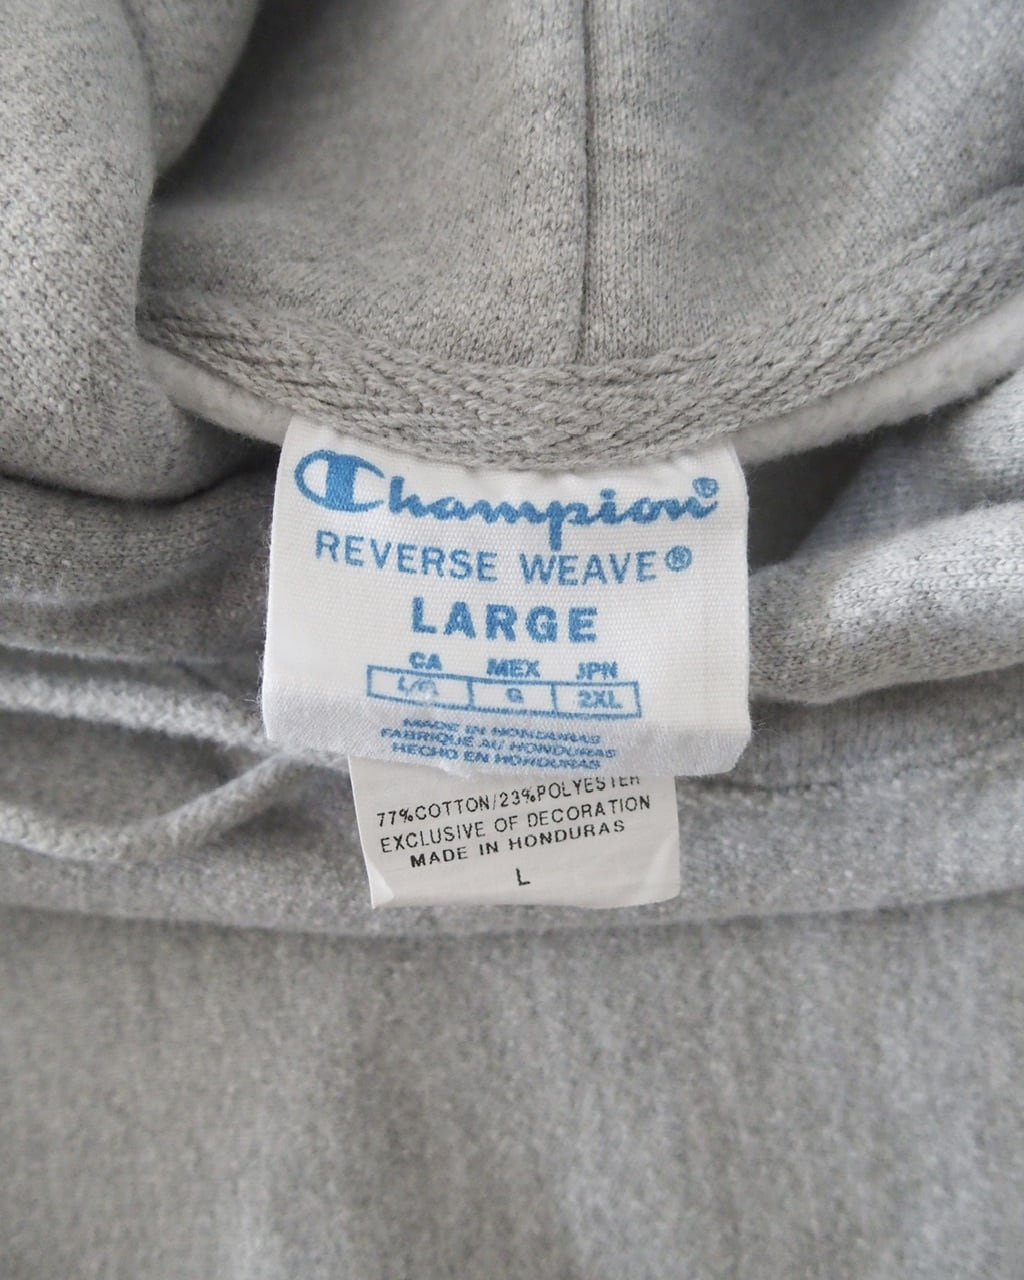 Champion®
REVERSE WEAVE®
LARGE
CA MEX JPN
L/G G 2XL
MADE IN HONDURAS
FABRIQUÉ AU HONDURAS
HECHO EN HONDURAS
77%COTTON/23%POLYESTER
EXCLUSIVE OF DECORATION
MADE IN HONDURAS
L